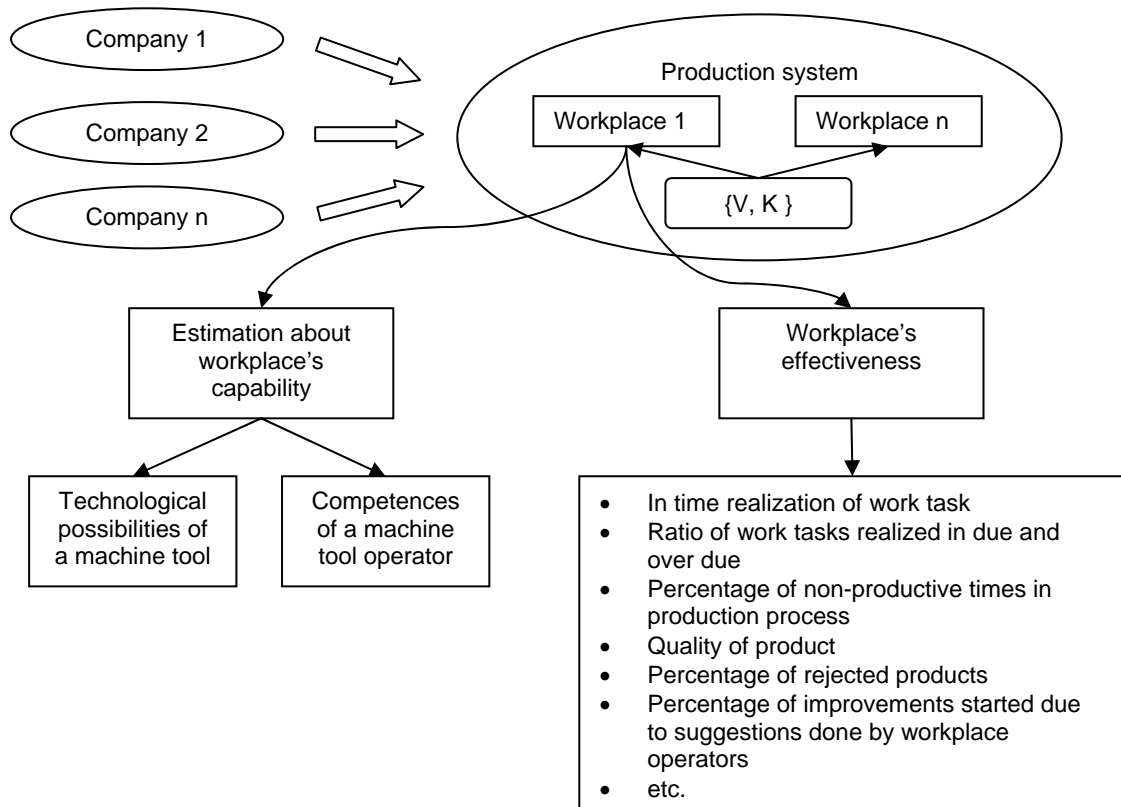 Company 1
Company 2
Company n
Production system
Workplace 1
Workplace n
{V, K }
Estimation about
workplace's
capability
Workplace's
effectiveness
Technological
possibilities of
a machine tool
Competences
of a machine
tool operator
• In time realization of work task
• Ratio of work tasks realized in due and
over due
• Percentage of non-productive times in
production process
• Quality of product
• Percentage of rejected products
• Percentage of improvements started due
to suggestions done by workplace
operators
• etc.